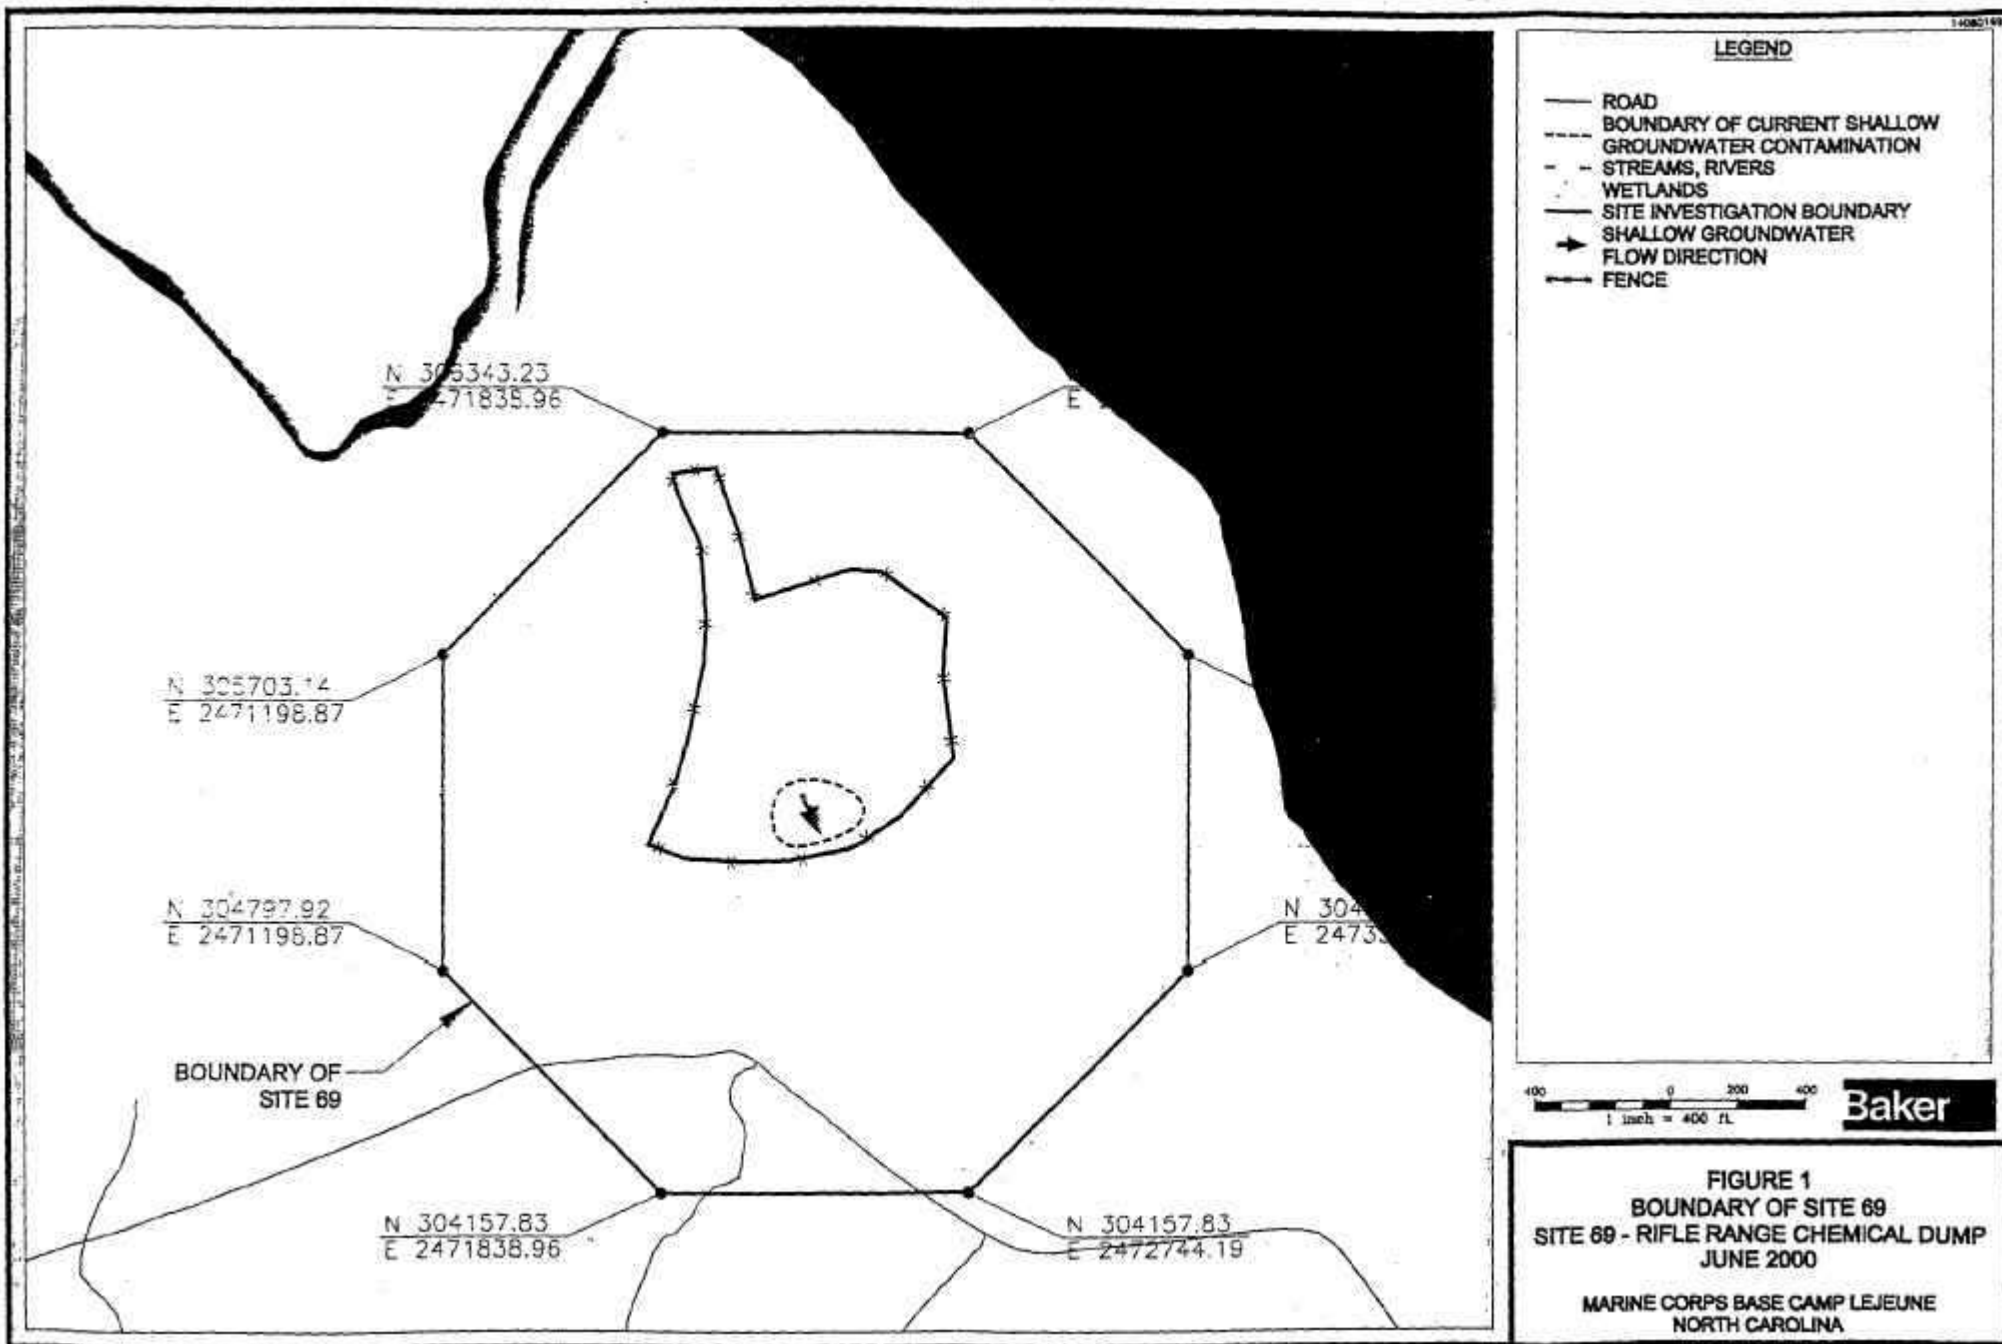 LEGEND
ROAD
BOUNDARY OF CURRENT SHALLOW
GROUNDWATER CONTAMINATION
STREAMS, RIVERS
WETLANDS
SITE INVESTIGATION BOUNDARY
SHALLOW GROUNDWATER
FLOW DIRECTION
FENCE
N
E
E
N
E 2471198.87
N 304797.92
E 2471198.87
N
E
BOUNDARY OF
SITE 69
N 304157.83
E 2471838.96
N 304157.83
E 2472744.19
400 0 200 400
1 inch = 400 ft.
Baker
FIGURE 1
BOUNDARY OF SITE 69
SITE 69 - RIFLE RANGE CHEMICAL DUMP
JUNE 2000
MARINE CORPS BASE CAMP LEJEUNE
NORTH CAROLINA